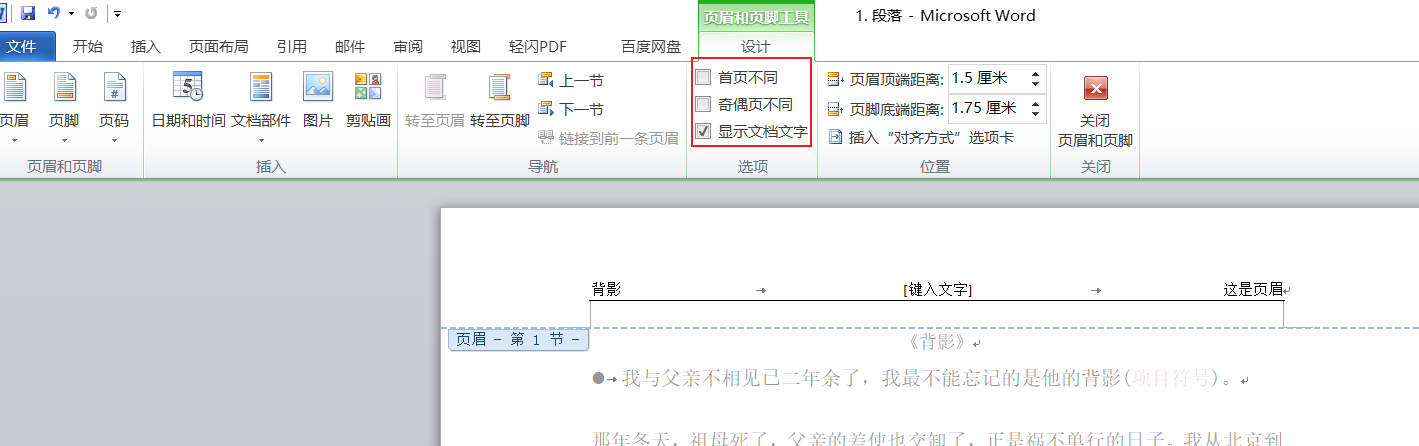 页眉和页脚工具
1. 段落 - Microsoft Word
文件 开始 插入 页面布局 引用 邮件 审阅 视图 轻闪PDF 百度网盘 设计
页眉 页脚 页码 日期和时间 文档部件 图片 剪贴画 转至页眉 转至页脚
上一节
下一节
链接到前一条页眉
首页不同
奇偶页不同
显示文档文字
页眉顶端距离: 1.5 厘米
页脚底端距离: 1.75 厘米
插入“对齐方式”选项卡
关闭
页眉和页脚
页眉和页脚 插入 导航 选项 位置 关闭
背影 → [键入文字] → 这是页眉
页眉 - 第 1 节 -
《背影》
●→我与父亲不相见已二年余了，我最不能忘记的是他的背影(项目符号)。
那年冬天，祖母死了，父亲的差使也交卸了，正是祸不单行的日子。我从北京到